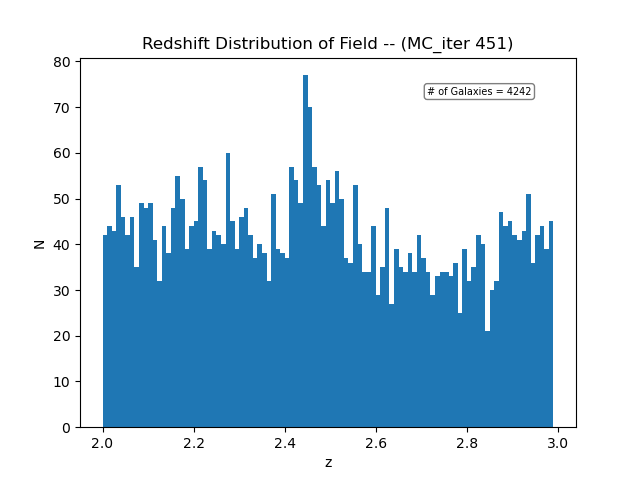 Redshift Distribution of Field -- (MC_iter 451)
80
# of Galaxies = 4242
70
60
50
N
40
30
20
10
0
2.0 2.2 2.4 2.6 2.8 3.0
z